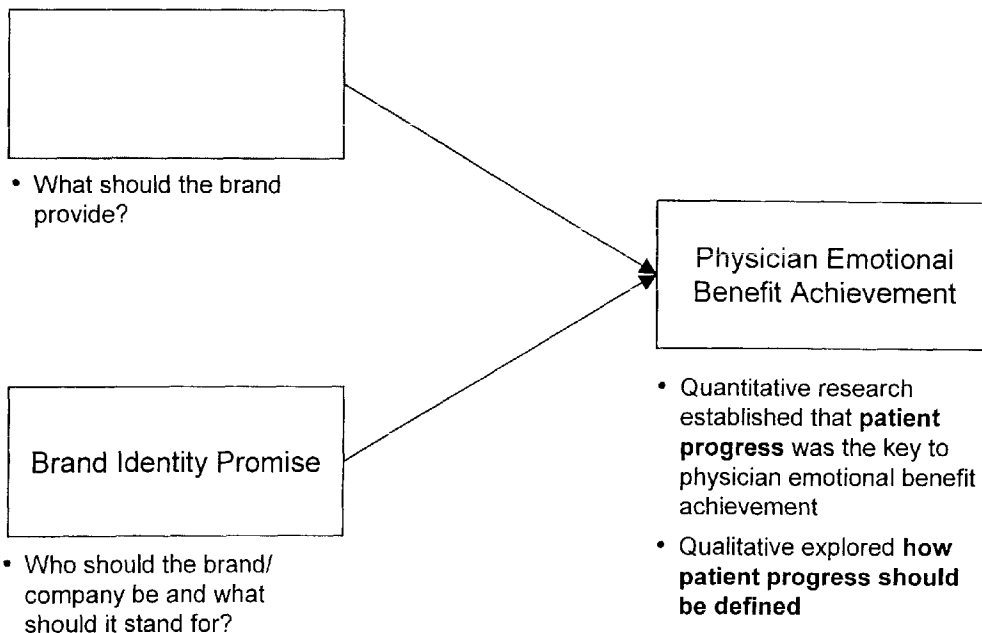 • What should the brand
provide?
Physician Emotional
Benefit Achievement
Brand Identity Promise
• Who should the brand/
company be and what
should it stand for?
• Quantitative research
established that patient
progress was the key to
physician emotional benefit
achievement
• Qualitative explored how
patient progress should
be defined